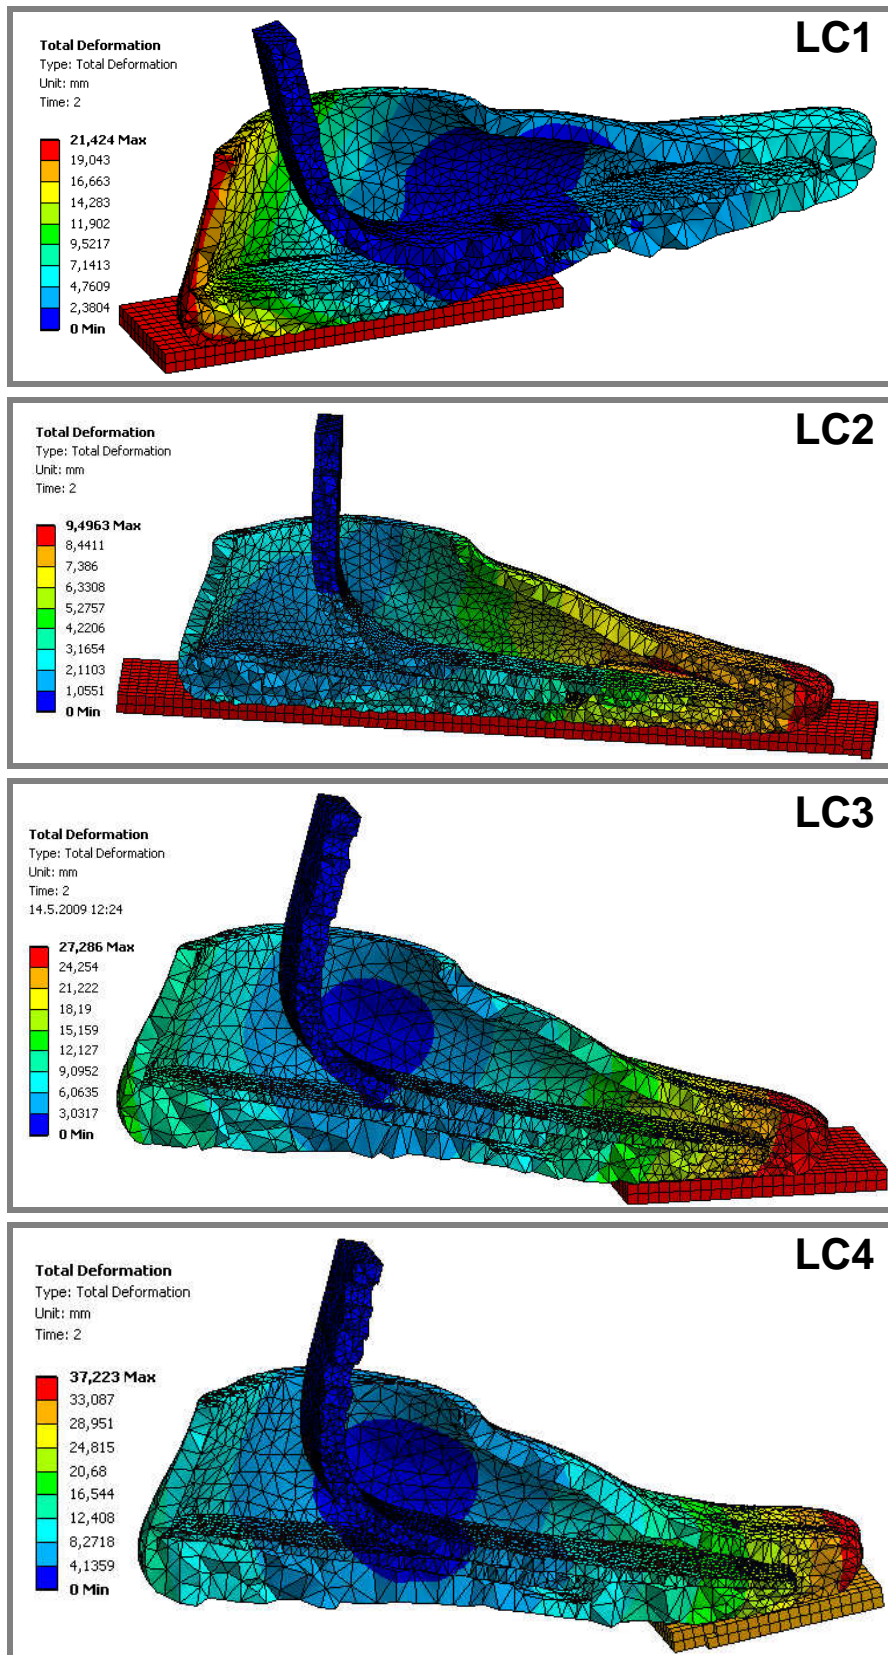 LC1
Total Deformation
Type: Total Deformation
Unit: mm
Time: 2
21,424 Max
19,043
16,663
14,283
11,902
9,5217
7,1413
4,7609
2,3804
0 Min
LC2
Total Deformation
Type: Total Deformation
Unit: mm
Time: 2
9,4963 Max
8,4411
7,386
6,3308
5,2757
4,2206
3,1654
2,1103
1,0551
0 Min
LC3
Total Deformation
Type: Total Deformation
Unit: mm
Time: 2
14.5.2009 12:24
27,286 Max
24,254
21,222
18,19
15,159
12,127
9,0952
6,0635
3,0317
0 Min
LC4
Total Deformation
Type: Total Deformation
Unit: mm
Time: 2
37,223 Max
33,087
28,951
24,815
20,68
16,544
12,408
8,2718
4,1359
0 Min